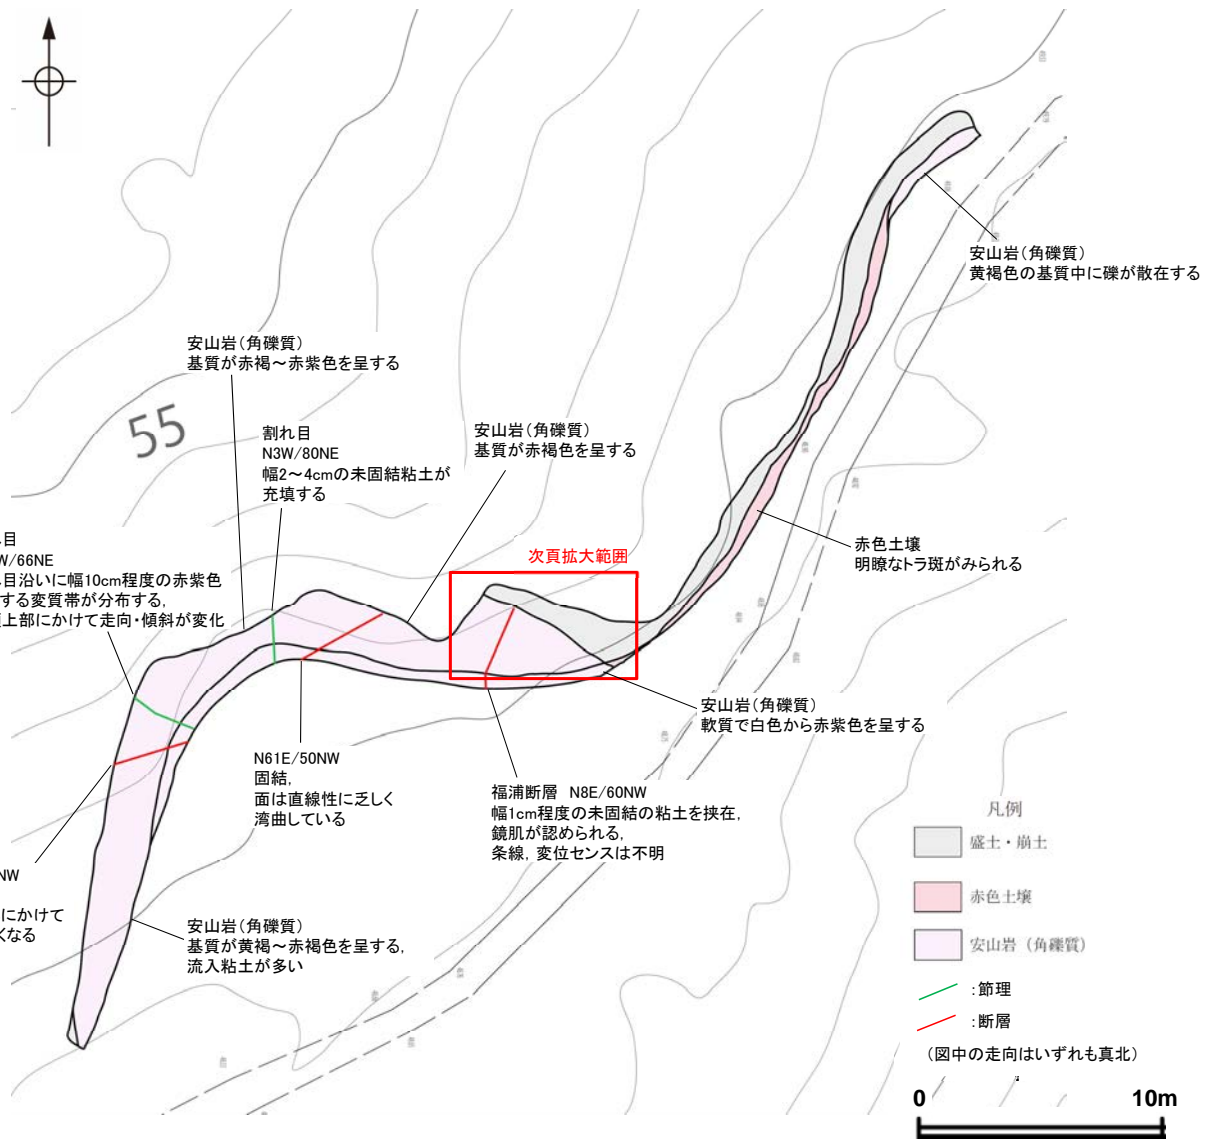 安山岩(角礫質)
黄褐色の基質中に礫が散在する
安山岩(角礫質)
基質が赤褐～赤紫色を呈する
55
割れ目
N3W/80NE
幅2～4cmの未固結粘土が
充填する
安山岩(角礫質)
基質が赤褐色を呈する
次頁拡大範囲
赤色土壌
明瞭なトラ斑がみられる
目
W/66NE
目沿いに幅10cm程度の赤紫色
する変質帯が分布する,
上部にかけて走向・傾斜が変化
安山岩(角礫質)
軟質で白色から赤紫色を呈する
N61E/50NW
固結,
面は直線性に乏しく
湾曲している
福浦断層 N8E/60NW
幅1cm程度の未固結の粘土を挟在,
鏡肌が認められる,
条線, 変位センスは不明
NW
にかけて
くなる
安山岩(角礫質)
基質が黄褐～赤褐色を呈する,
流入粘土が多い
凡例
盛土・崩土
赤色土壌
安山岩（角礫質）
:節理
:断層
(図中の走向はいずれも真北)
0 10m